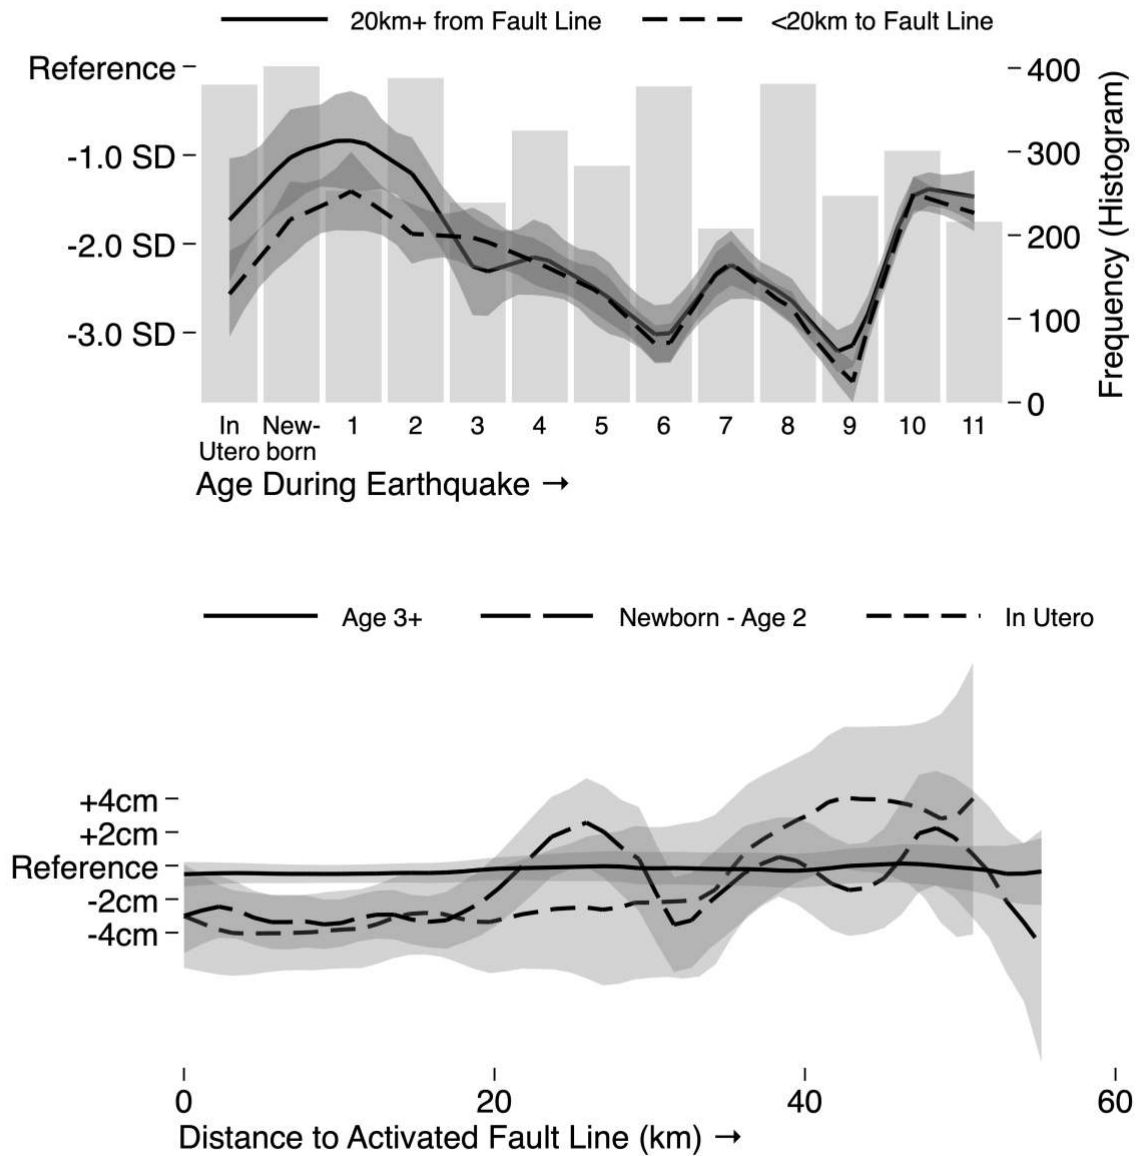 20km+ from Fault Line <20km to Fault Line
Reference
-1.0 SD
-2.0 SD
-3.0 SD
400
300
200
100
0
Frequency (Histogram)
In New- 1 2 3 4 5 6 7 8 9 10 11
Utero born
Age During Earthquake →
Age 3+ Newborn - Age 2 In Utero
+4cm
+2cm
Reference
-2cm
-4cm
0 20 40 60
Distance to Activated Fault Line (km) →